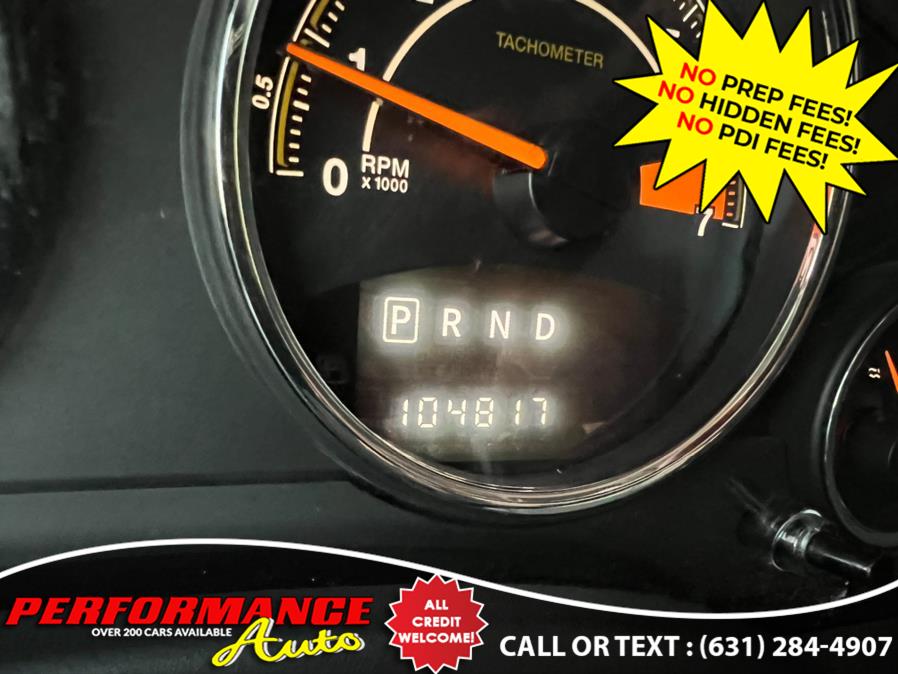 TACHOMETER
NO PREP FEES!
NO HIDDEN FEES!
NO PDI FEES!
1
0.5
0
RPM
x 1000
7
P R N D
104817
PERFORMANCE
OVER 200 CARS AVAILABLE
Auto
ALL
CREDIT
WELCOME!
CALL OR TEXT : (631) 284-4907